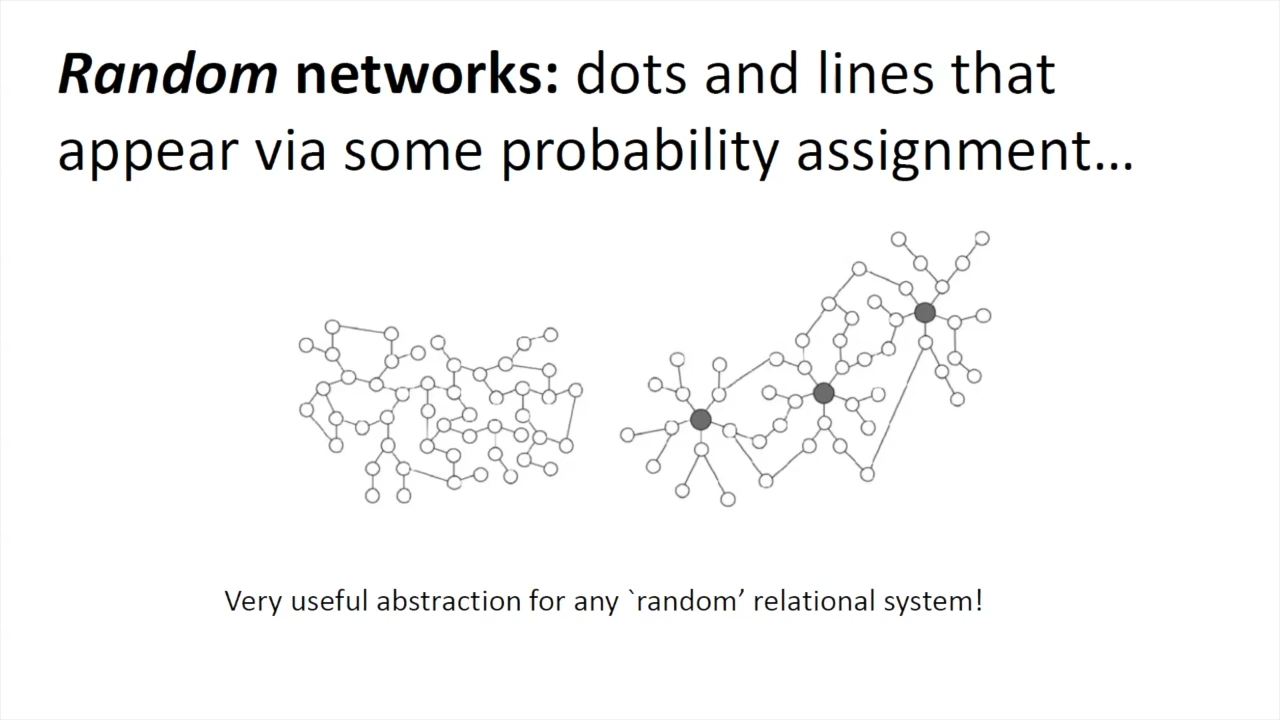 Random networks: dots and lines that
appear via some probability assignment...
Very useful abstraction for any `random’ relational system!